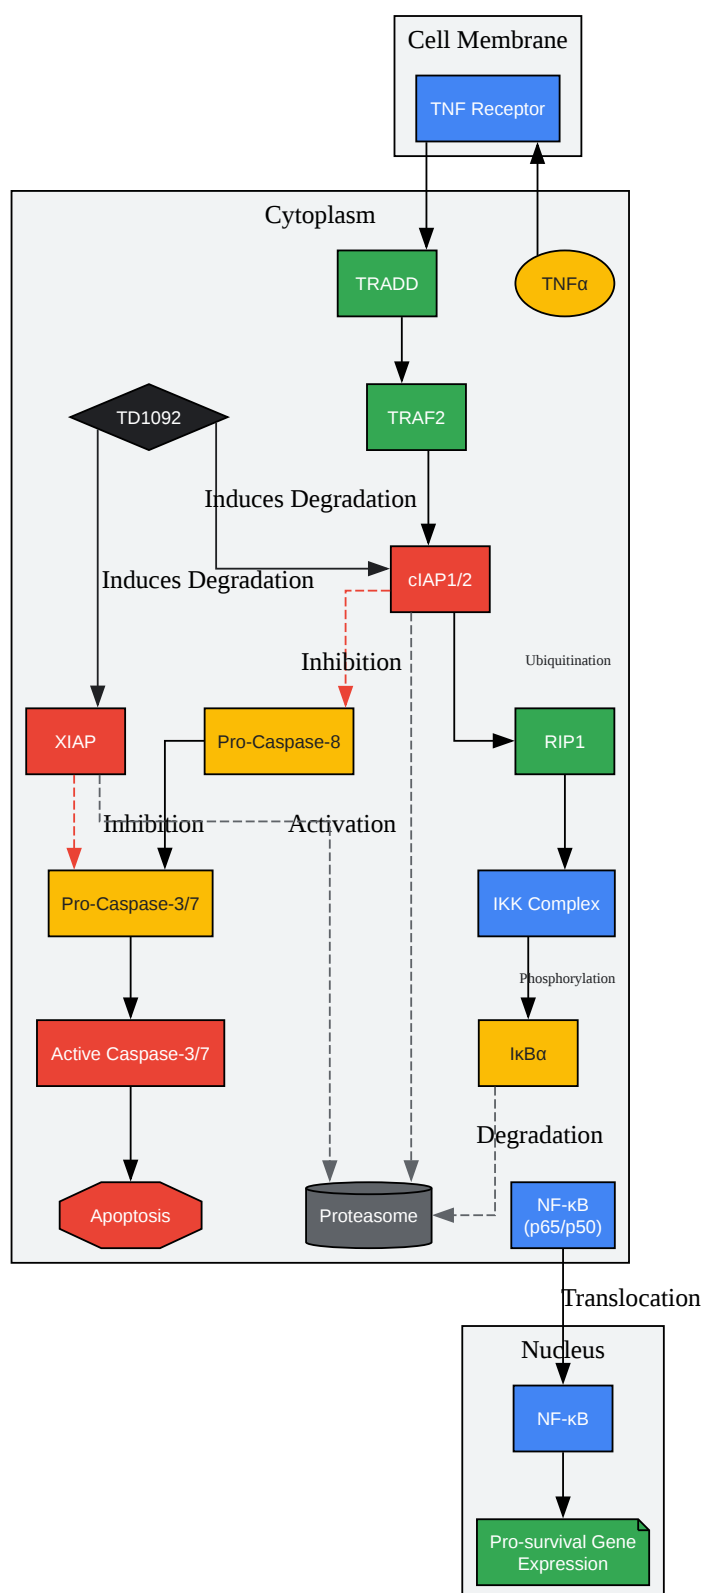 Cell Membrane
TNF Receptor
Cytoplasm
TRADD
TNFα
TD1092
TRAF2
Induces Degradation
cIAP1/2
Induces Degradation
Inhibition
Ubiquitination
XIAP
Pro-Caspase-8
RIP1
Inhibition
Activation
Pro-Caspase-3/7
IKK Complex
Phosphorylation
Active Caspase-3/7
IκBα
Degradation
Apoptosis
Proteasome
NF-κB
(p65/p50)
Translocation
Nucleus
NF-κB
Pro-survival Gene
Expression